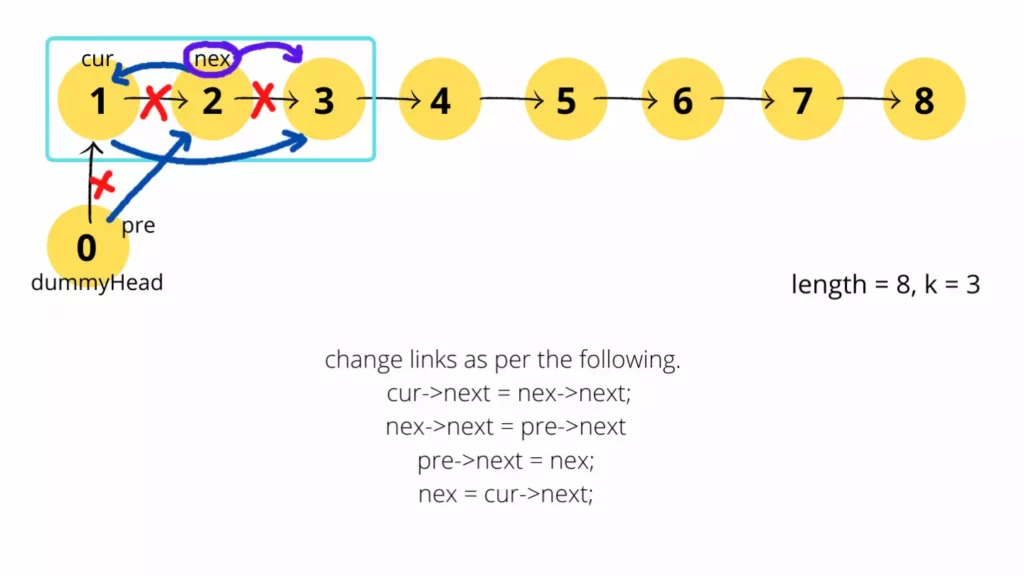 cur nex
1 2 3 4 5 6 7 8
pre
0
dummyHead
length = 8, k = 3
change links as per the following.
cur->next = nex->next;
nex->next = pre->next
pre->next = nex;
nex = cur->next;